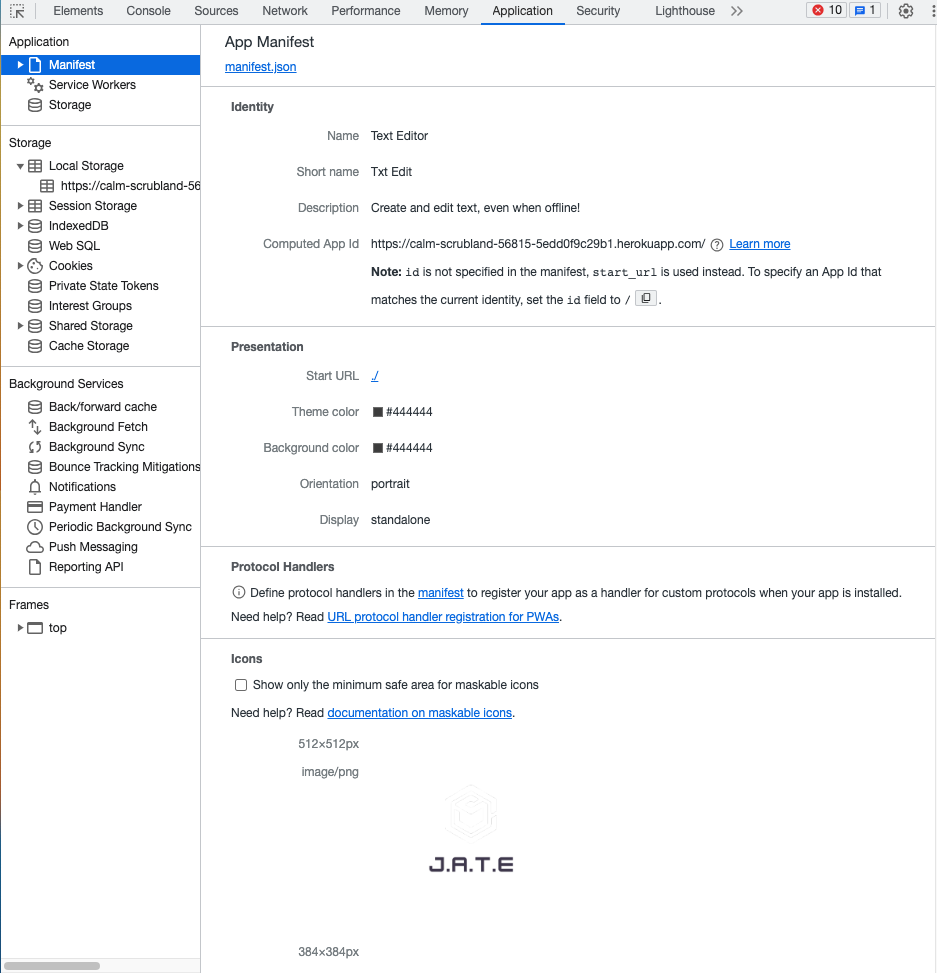 Elements Console Sources Network Performance Memory Application Security Lighthouse 10 1
Application
Manifest
Service Workers
Storage
Storage
Local Storage
https://calm-scrubland-56
Session Storage
IndexedDB
Web SQL
Cookies
Private State Tokens
Interest Groups
Shared Storage
Cache Storage
Background Services
Back/forward cache
Background Fetch
Background Sync
Bounce Tracking Mitigations
Notifications
Payment Handler
Periodic Background Sync
Push Messaging
Reporting API
Frames
top
App Manifest
manifest.json
Identity
Name Text Editor
Short name Txt Edit
Description Create and edit text, even when offline!
Computed App Id https://calm-scrubland-56815-5edd0f9c29b1.herokuapp.com/ Learn more
Note: id is not specified in the manifest, start_url is used instead. To specify an App Id that
matches the current identity, set the id field to / .
Presentation
Start URL ./
Theme color #444444
Background color #444444
Orientation portrait
Display standalone
Protocol Handlers
Define protocol handlers in the manifest to register your app as a handler for custom protocols when your app is installed.
Need help? Read URL protocol handler registration for PWAs.
Icons
Show only the minimum safe area for maskable icons
Need help? Read documentation on maskable icons.
512×512px
image/png
J.A.T.E
384×384px